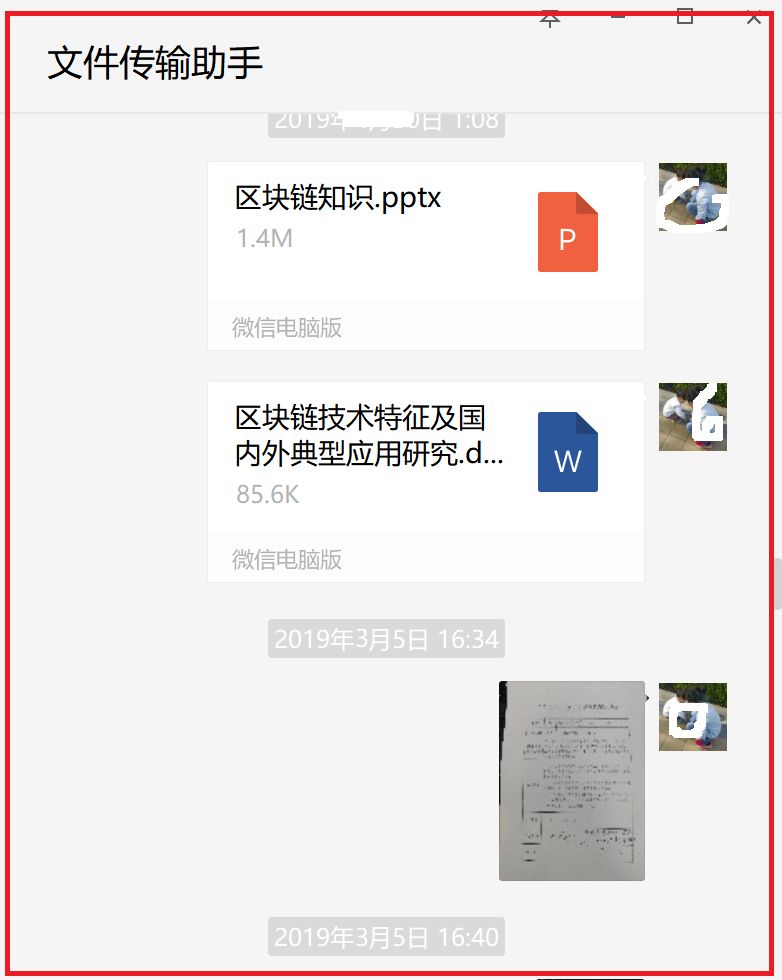 文件传输助手
2019年 日 1:08
区块链知识.pptx
1.4M
P
微信电脑版
区块链技术特征及国
内外典型应用研究.d...
85.6K
W
微信电脑版
2019年3月5日 16:34
2019年3月5日 16:40